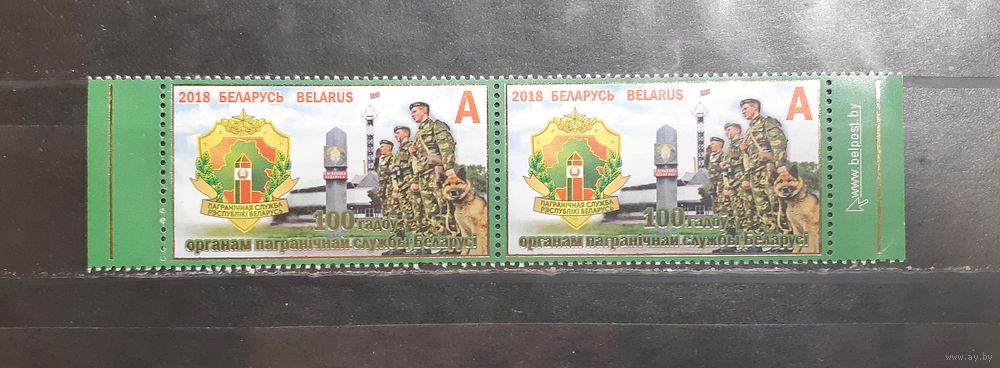 2018 БЕЛАРУСЬ BELARUS A
ПАГРАНІЧНАЯ СЛУЖБА
РЭСПУБЛІКІ БЕЛАРУСЬ
100 гадоў
органам пагранічнай службы Беларусі
2018 БЕЛАРУСЬ BELARUS A
ПАГРАНІЧНАЯ СЛУЖБА
РЭСПУБЛІКІ БЕЛАРУСЬ
100 гадоў
органам пагранічнай службы Беларусі
www.belpost.by
www.ay.by